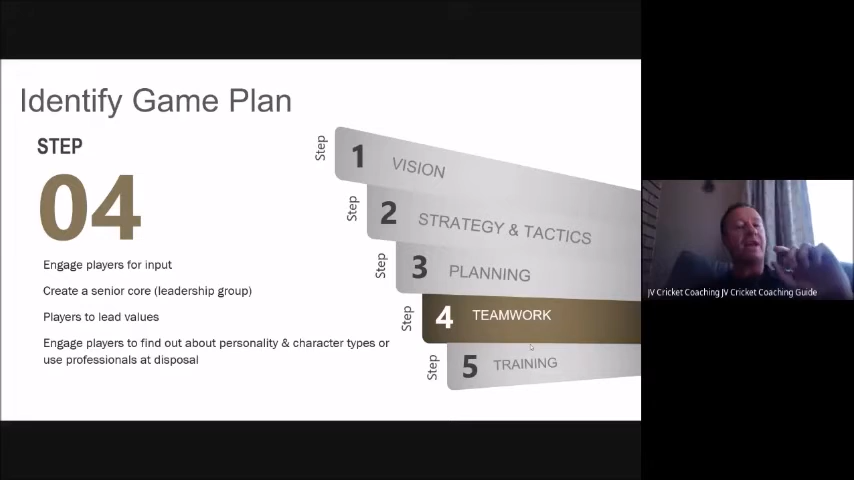 Identify Game Plan
STEP
04
Engage players for input
Create a senior core (leadership group)
Players to lead values
Engage players to find out about personality & character types or
use professionals at disposal
Step 1 VISION
Step 2 STRATEGY & TACTICS
Step 3 PLANNING
Step 4 TEAMWORK
Step 5 TRAINING
JV Cricket Coaching JV Cricket Coaching Guide